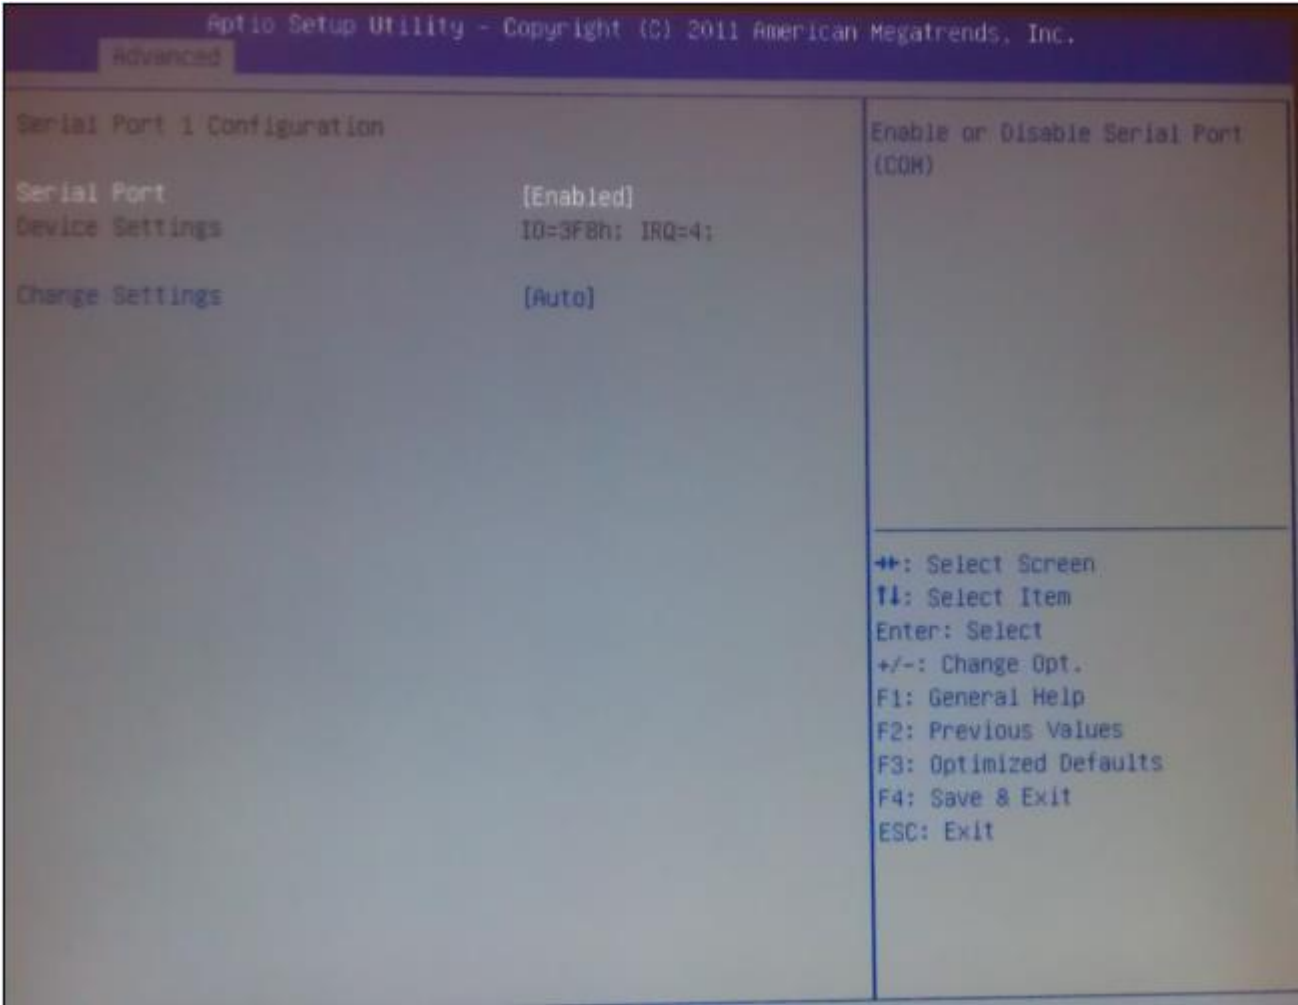 Aptio Setup Utility - Copyright (C) 2011 American Megatrends, Inc.
Advanced
Serial Port 1 Configuration
Serial Port [Enabled]
Device Settings IO=3F8h; IRQ=4;
Change Settings [Auto]
Enable or Disable Serial Port
(COM)
→←: Select Screen
↑↓: Select Item
Enter: Select
+/-: Change Opt.
F1: General Help
F2: Previous Values
F3: Optimized Defaults
F4: Save & Exit
ESC: Exit